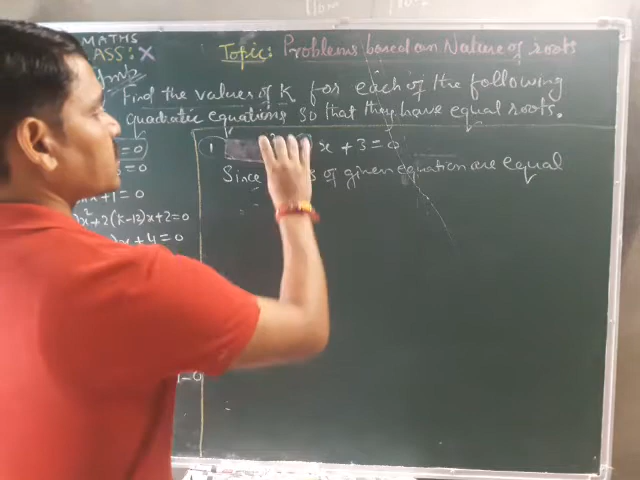 MATHS
ASS: X
Topic: Problems based on Nature of roots
Find the values of K for each of the following
quadratic equations so that they have equal roots.
= 0
= 0
x + 1 = 0
x² + 2(K-12)x + 2 = 0
)x + 4 = 0
1 x + 3 = 0
Since of given equation are equal